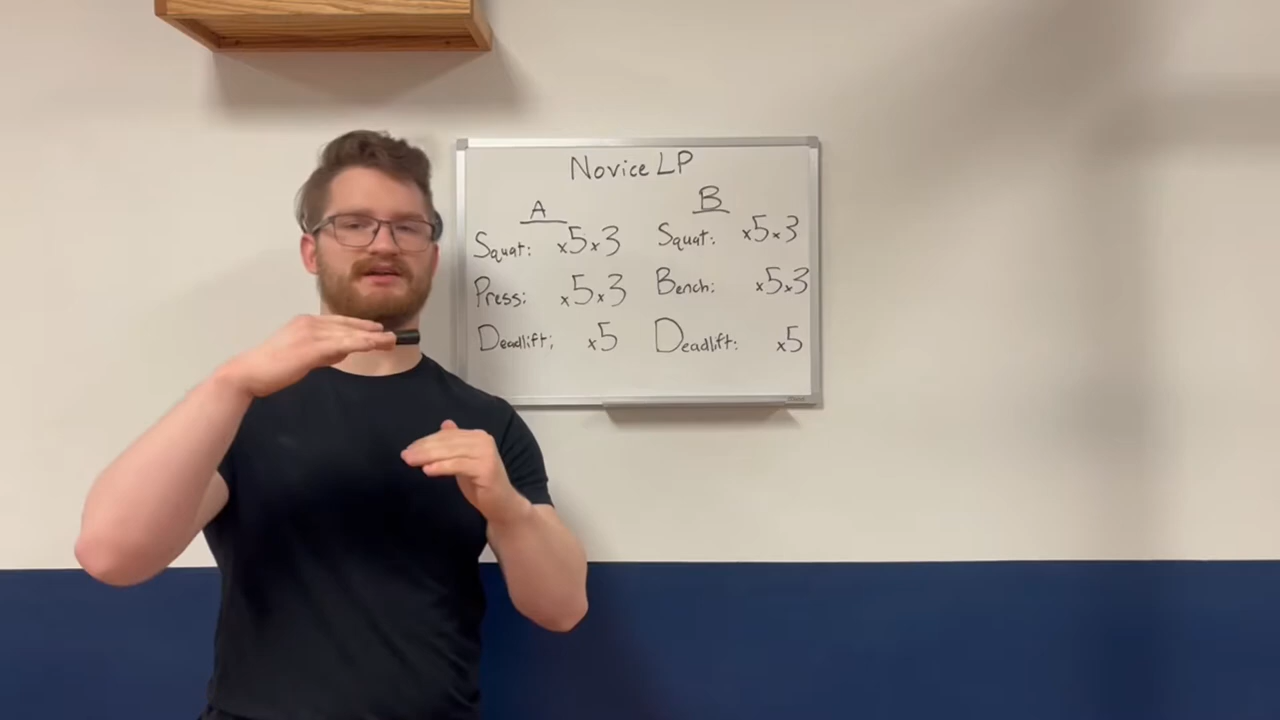 Novice LP
A
Squat: x5x3
Press: x5x3
Deadlift: x5
B
Squat: x5x3
Bench: x5x3
Deadlift: x5